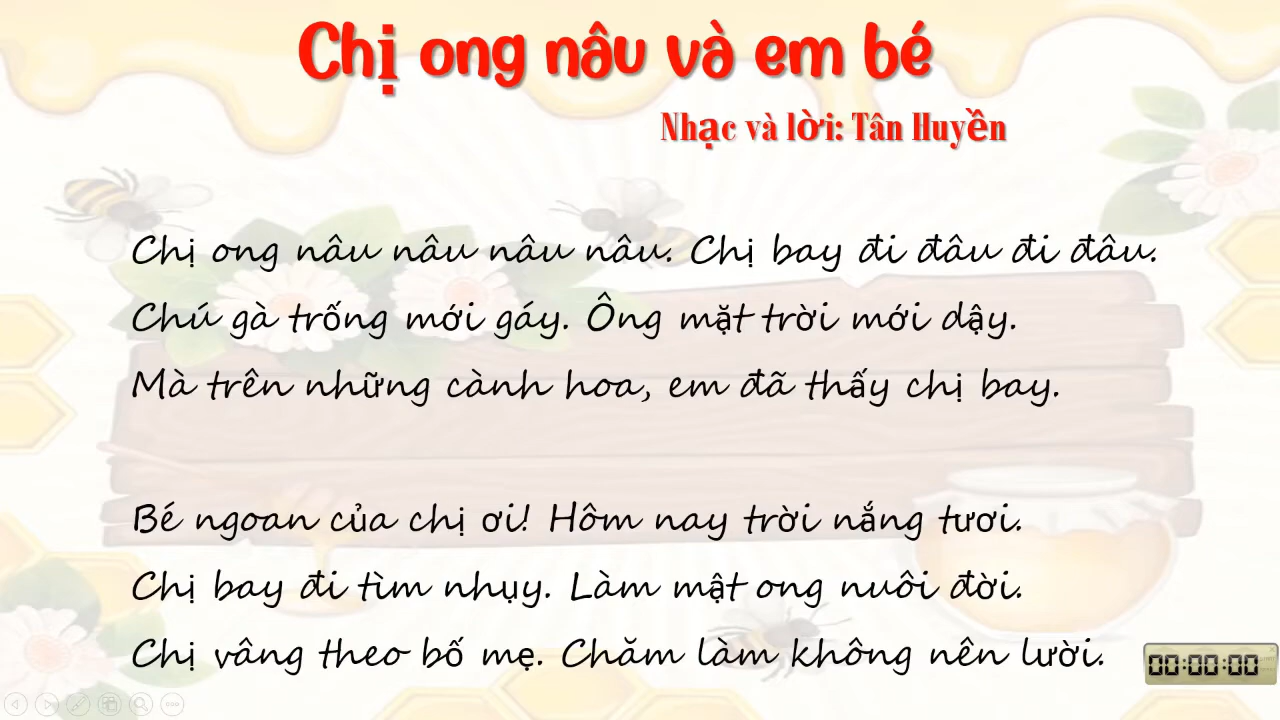 Chị ong nâu và em bé
Nhạc và lời: Tân Huyền
Chị ong nâu nâu nâu nâu. Chị bay đi đâu đi đâu.
Chú gà trống mới gáy. Ông mặt trời mới dậy.
Mà trên những cành hoa, em đã thấy chị bay.
Bé ngoan của chị ơi! Hôm nay trời nắng tươi.
Chị bay đi tìm nhụy. Làm mật ong nuôi đời.
Chị vâng theo bố mẹ. Chăm làm không nên lười.
00:00:00